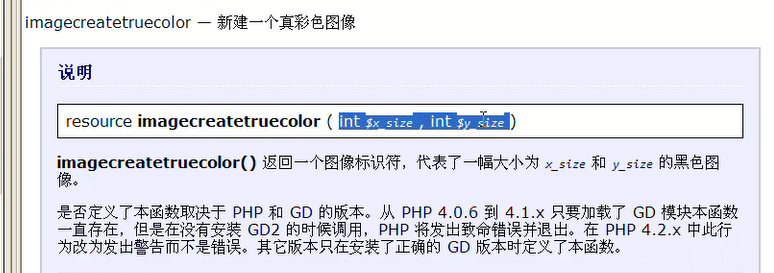 imagecreatetruecolor — 新建一个真彩色图像
说明
resource imagecreatetruecolor ( int $x_size , int $y_size )
imagecreatetruecolor() 返回一个图像标识符，代表了一幅大小为 x_size 和 y_size 的黑色图
像。
是否定义了本函数取决于 PHP 和 GD 的版本。从 PHP 4.0.6 到 4.1.x 只要加载了 GD 模块本函数
一直存在，但是在没有安装 GD2 的时候调用，PHP 将发出致命错误并退出。在 PHP 4.2.x 中此行
为改为发出警告而不是错误。其它版本只在安装了正确的 GD 版本时定义了本函数。